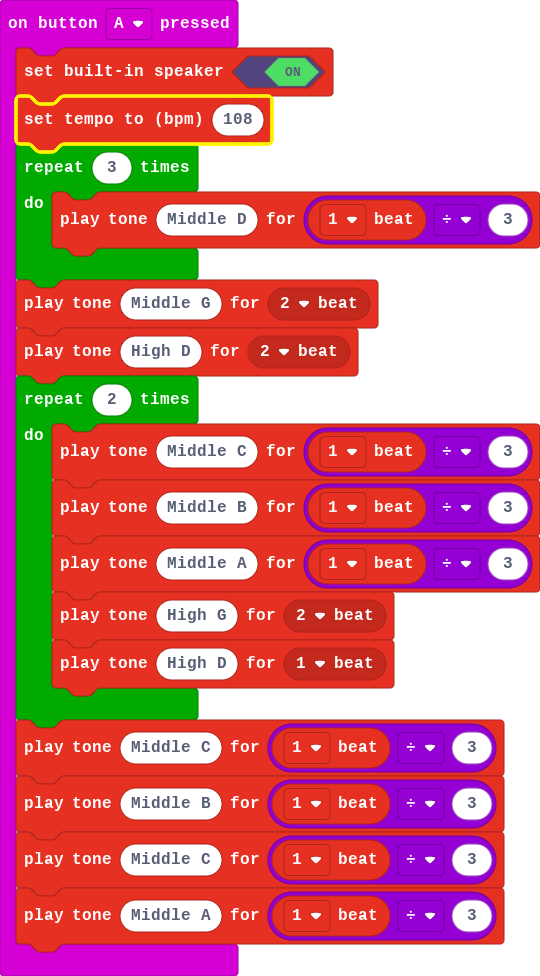 on button A pressed
set built-in speaker ON
set tempo to (bpm) 108
repeat 3 times
do
play tone Middle D for 1 beat ÷ 3
play tone Middle G for 2 beat
play tone High D for 2 beat
repeat 2 times
do
play tone Middle C for 1 beat ÷ 3
play tone Middle B for 1 beat ÷ 3
play tone Middle A for 1 beat ÷ 3
play tone High G for 2 beat
play tone High D for 1 beat
play tone Middle C for 1 beat ÷ 3
play tone Middle B for 1 beat ÷ 3
play tone Middle C for 1 beat ÷ 3
play tone Middle A for 1 beat ÷ 3